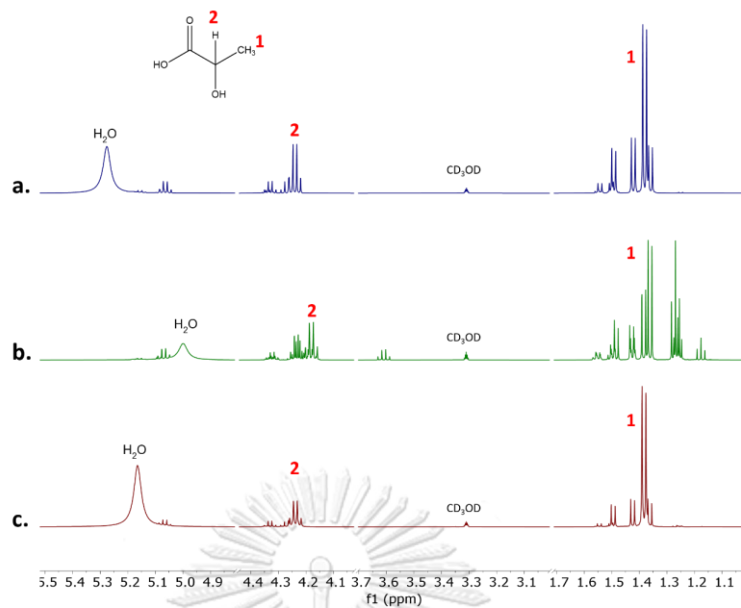 2
O
H
1
CH₃
HO
OH
1
H₂O
2
CD₃OD
a.
1
H₂O
2
CD₃OD
b.
1
H₂O
2
CD₃OD
c.
5.5 5.4 5.3 5.2 5.1 5.0 4.9 4.4 4.3 4.2 4.1 3.7 3.6 3.5 3.4 3.3 3.2 3.1 1.7 1.6 1.5 1.4 1.3 1.2 1.1
f1 (ppm)